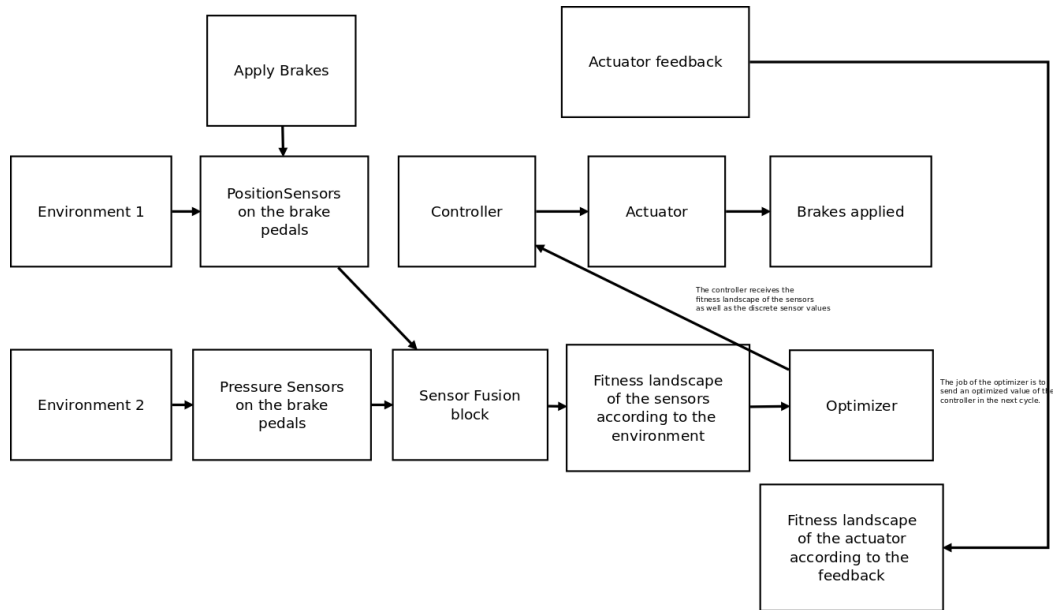 Apply Brakes
Actuator feedback
Environment 1
PositionSensors
on the brake
pedals
Controller
Actuator
Brakes applied
The controller receives the
fitness landscape of the sensors
as well as the discrete sensor values
Environment 2
Pressure Sensors
on the brake
pedals
Sensor Fusion
block
Fitness landscape
of the sensors
according to the
environment
Optimizer
The job of the optimizer is to
send an optimized value of the
controller in the next cycle.
Fitness landscape
of the actuator
according to the
feedback